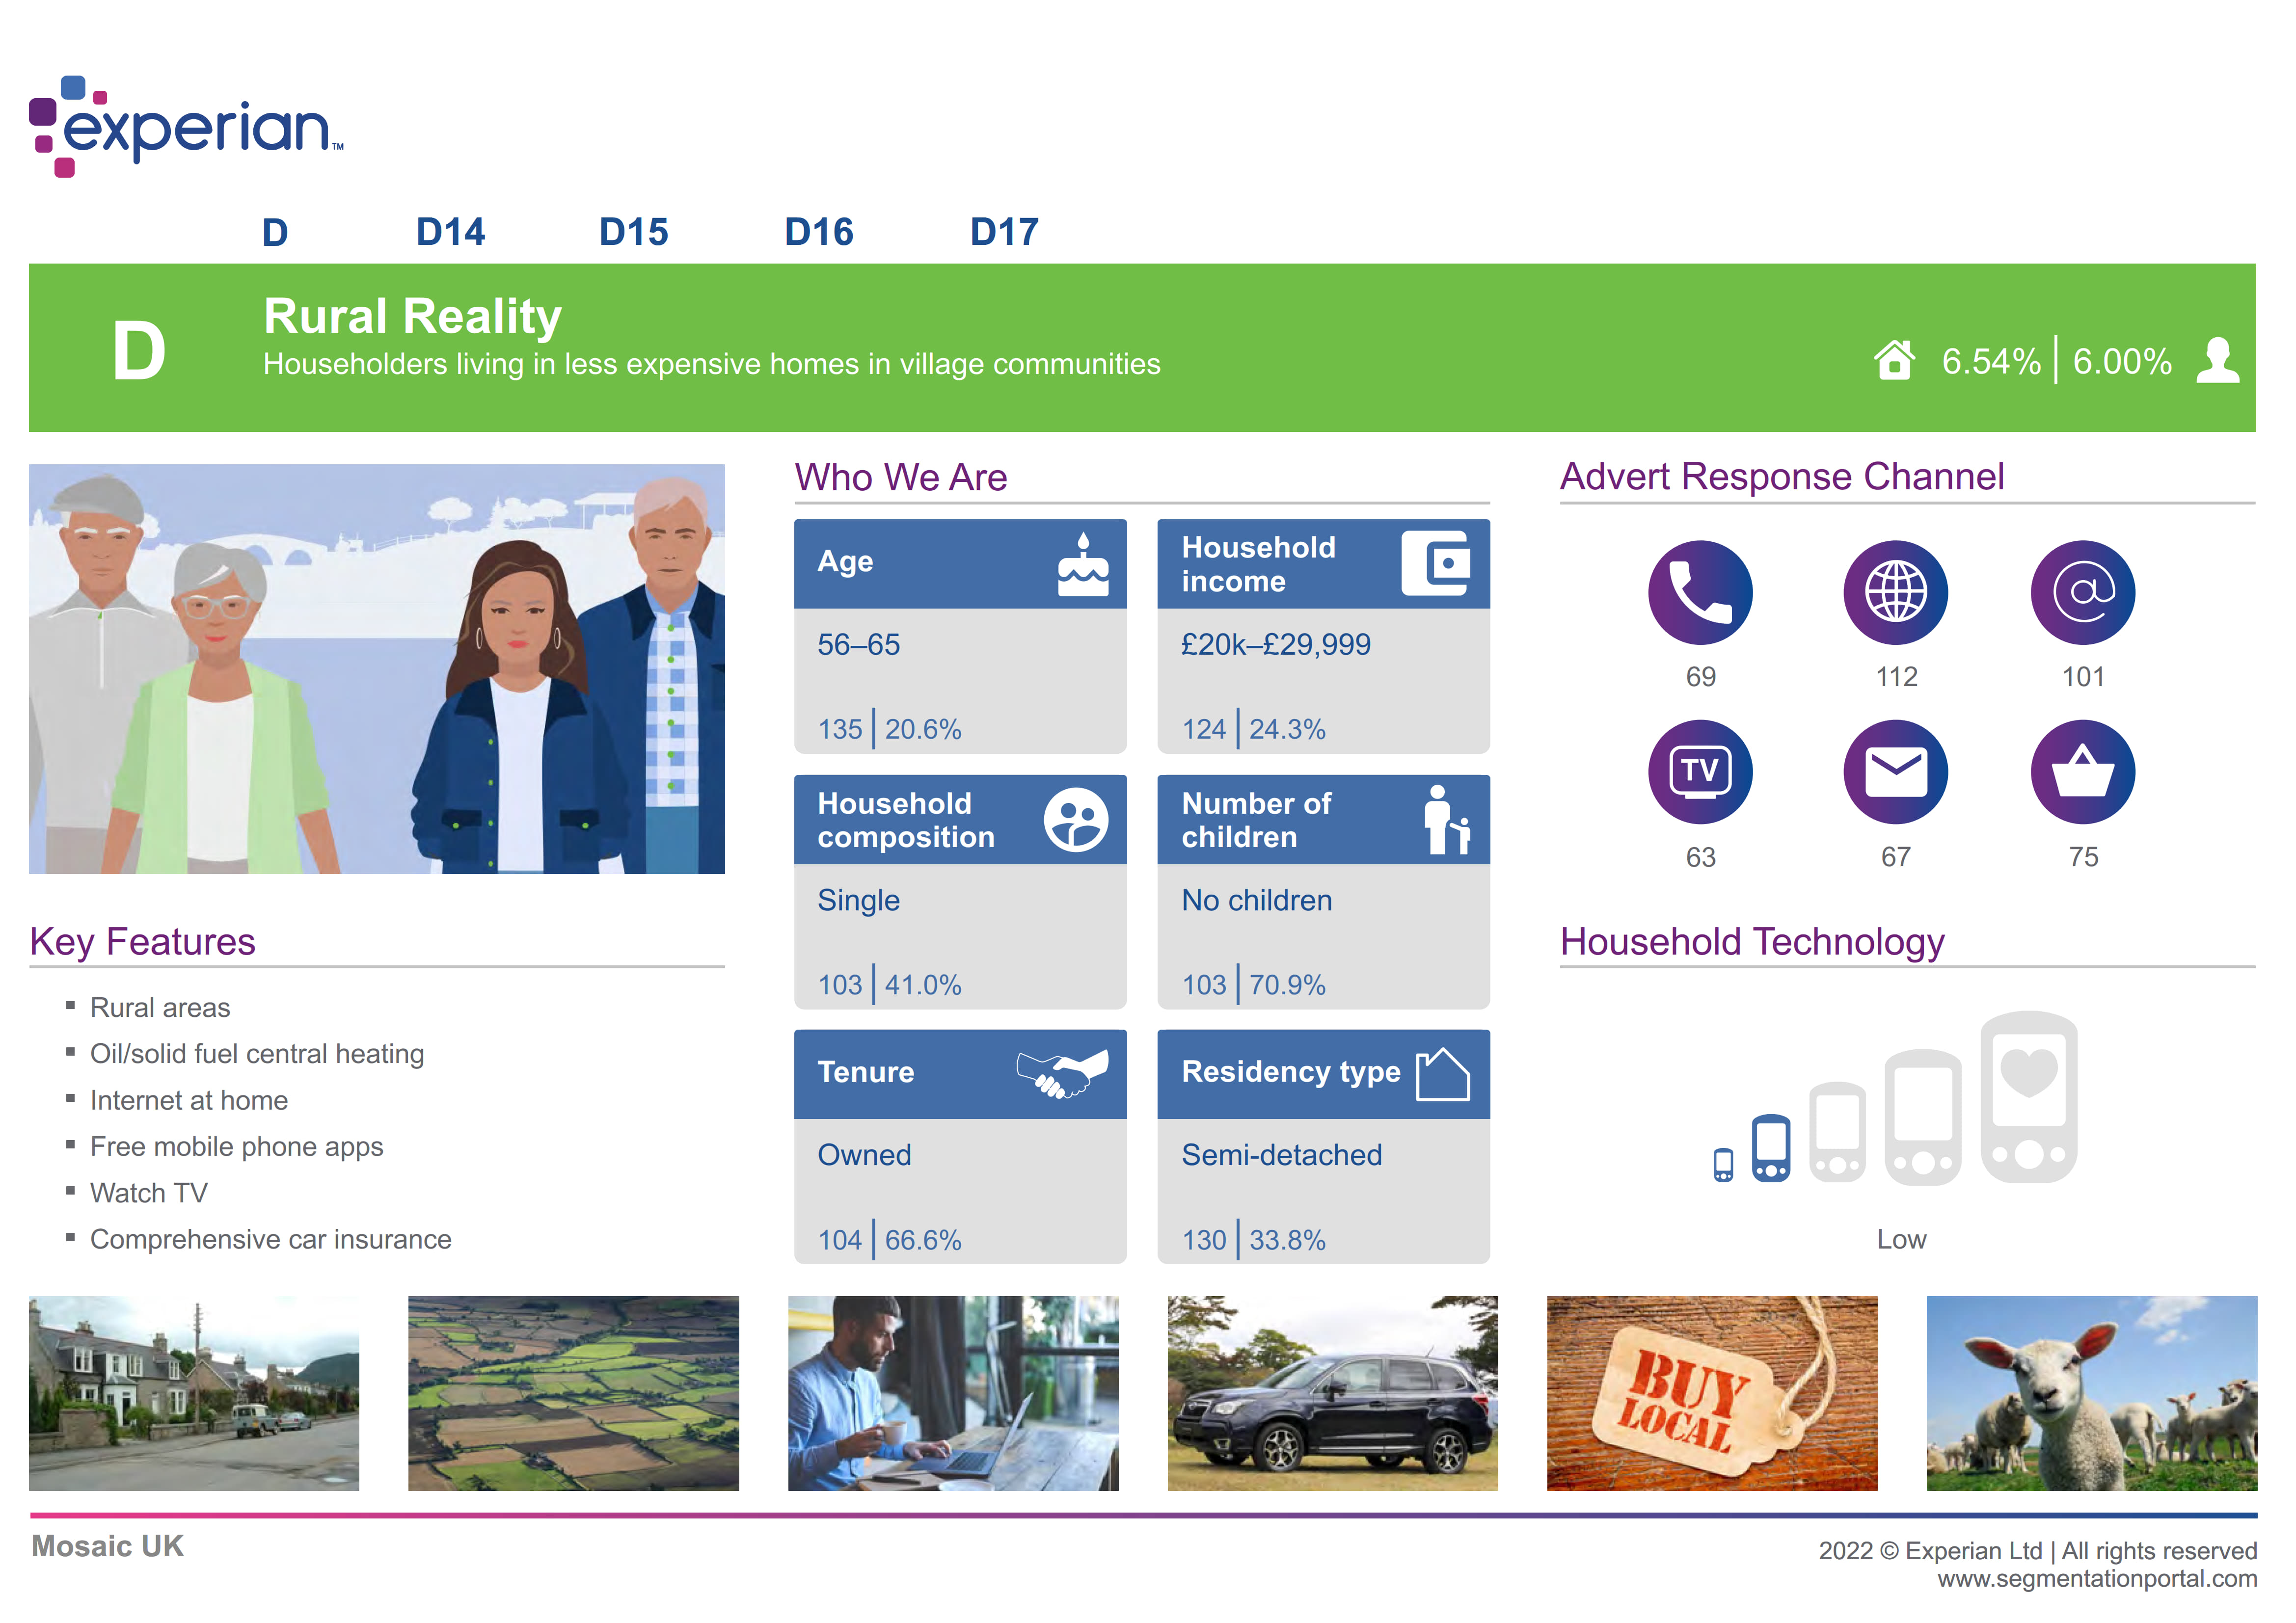 experian™
D D14 D15 D16 D17
D
Rural Reality
Householders living in less expensive homes in village communities
6.54% | 6.00%
Who We Are
Age
56–65
135 | 20.6%
Household
income
£20k–£29,999
124 | 24.3%
Household
composition
Single
103 | 41.0%
Number of
children
No children
103 | 70.9%
Tenure
Owned
104 | 66.6%
Residency type
Semi-detached
130 | 33.8%
Advert Response Channel
@
69 112 101
TV
63 67 75
Key Features
▪ Rural areas
▪ Oil/solid fuel central heating
▪ Internet at home
▪ Free mobile phone apps
▪ Watch TV
▪ Comprehensive car insurance
Household Technology
Low
BUY
LOCAL
Mosaic UK
2022 © Experian Ltd | All rights reserved
www.segmentationportal.com